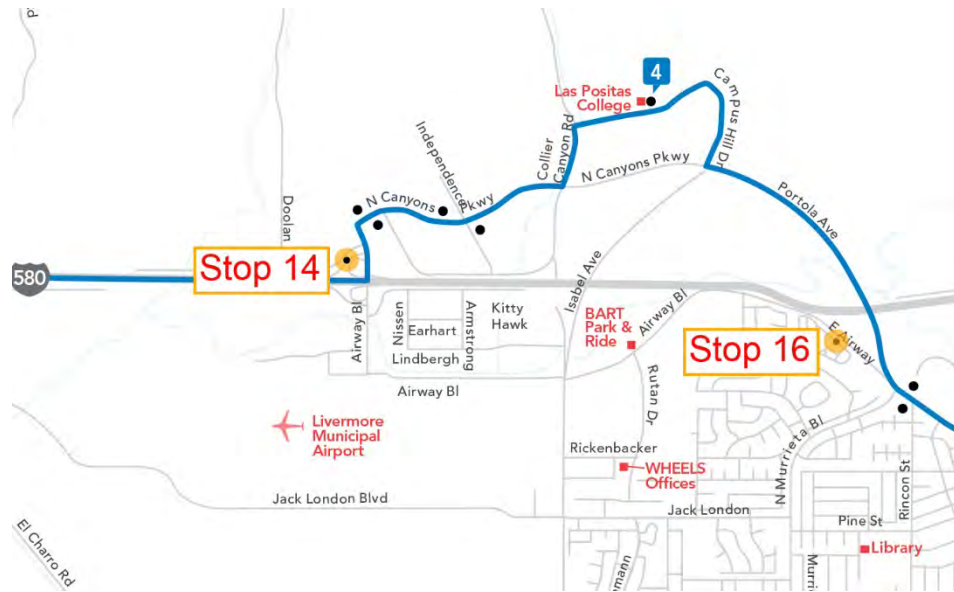 4
Las Positas
College
Campus Hill Dr
Independence
Collier
Canyon Rd
N Canyons Pkwy
N Canyons Pkwy
Doolan
Portola Ave
Stop 14
580
Isabel Ave
Airway Bl
Nissen
Earhart
Armstrong
Kitty
Hawk
Lindbergh
Airway Bl
BART
Park &
Ride
Airway Bl
Stop 16
E Airway
Rutan Dr
Livermore
Municipal
Airport
Rickenbacker
WHEELS
Offices
N Murrieta Bl
Rincon St
Jack London Blvd
Jack London
Pine St
Library
El Charro Rd
Murri
mann